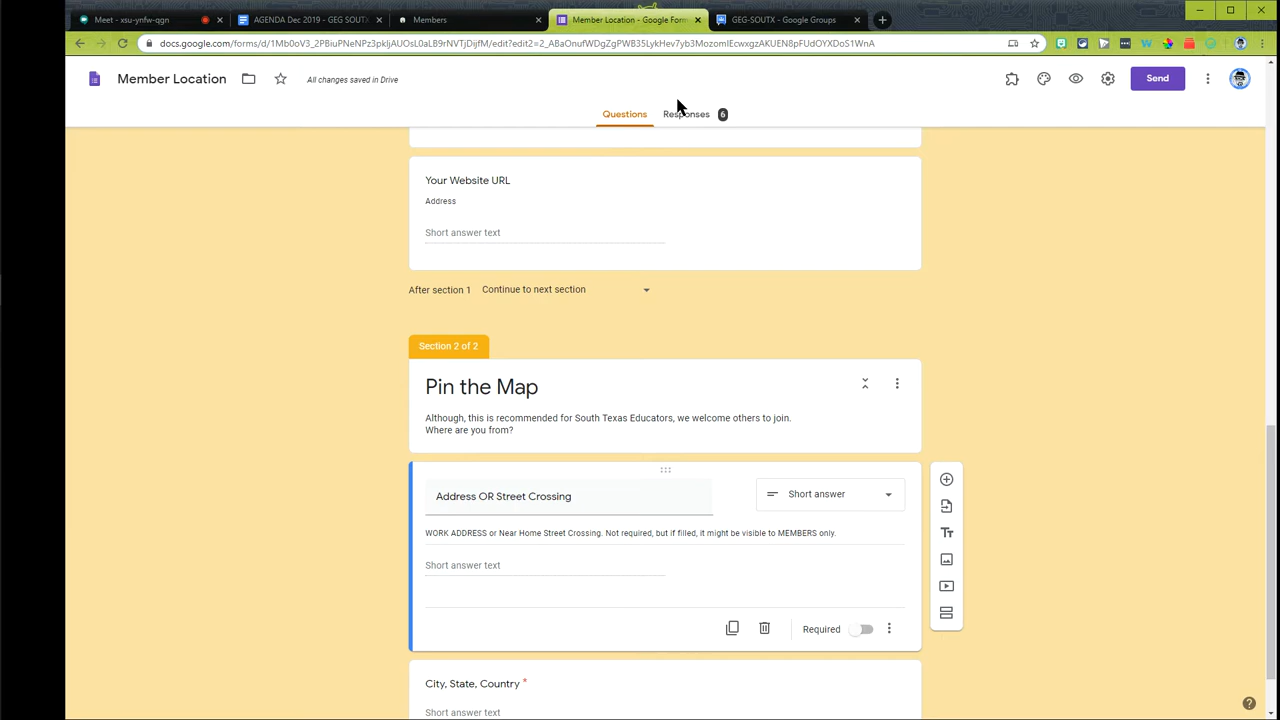 Meet - xsu-ynfw-qgn
AGENDA Dec 2019 - GEG SOUTX
Members
Member Location - Google Form
GEG-SOUTX - Google Groups
Member Location
All changes saved in Drive
Send
Questions
Responses 6
Your Website URL
Address
Short answer text
After section 1 Continue to next section
Section 2 of 2
Pin the Map
Although, this is recommended for South Texas Educators, we welcome others to join.
Where are you from?
Address OR Street Crossing
Short answer
WORK ADDRESS or Near Home Street Crossing. Not required, but if filled, it might be visible to MEMBERS only.
Short answer text
Required
City, State, Country *
Short answer text